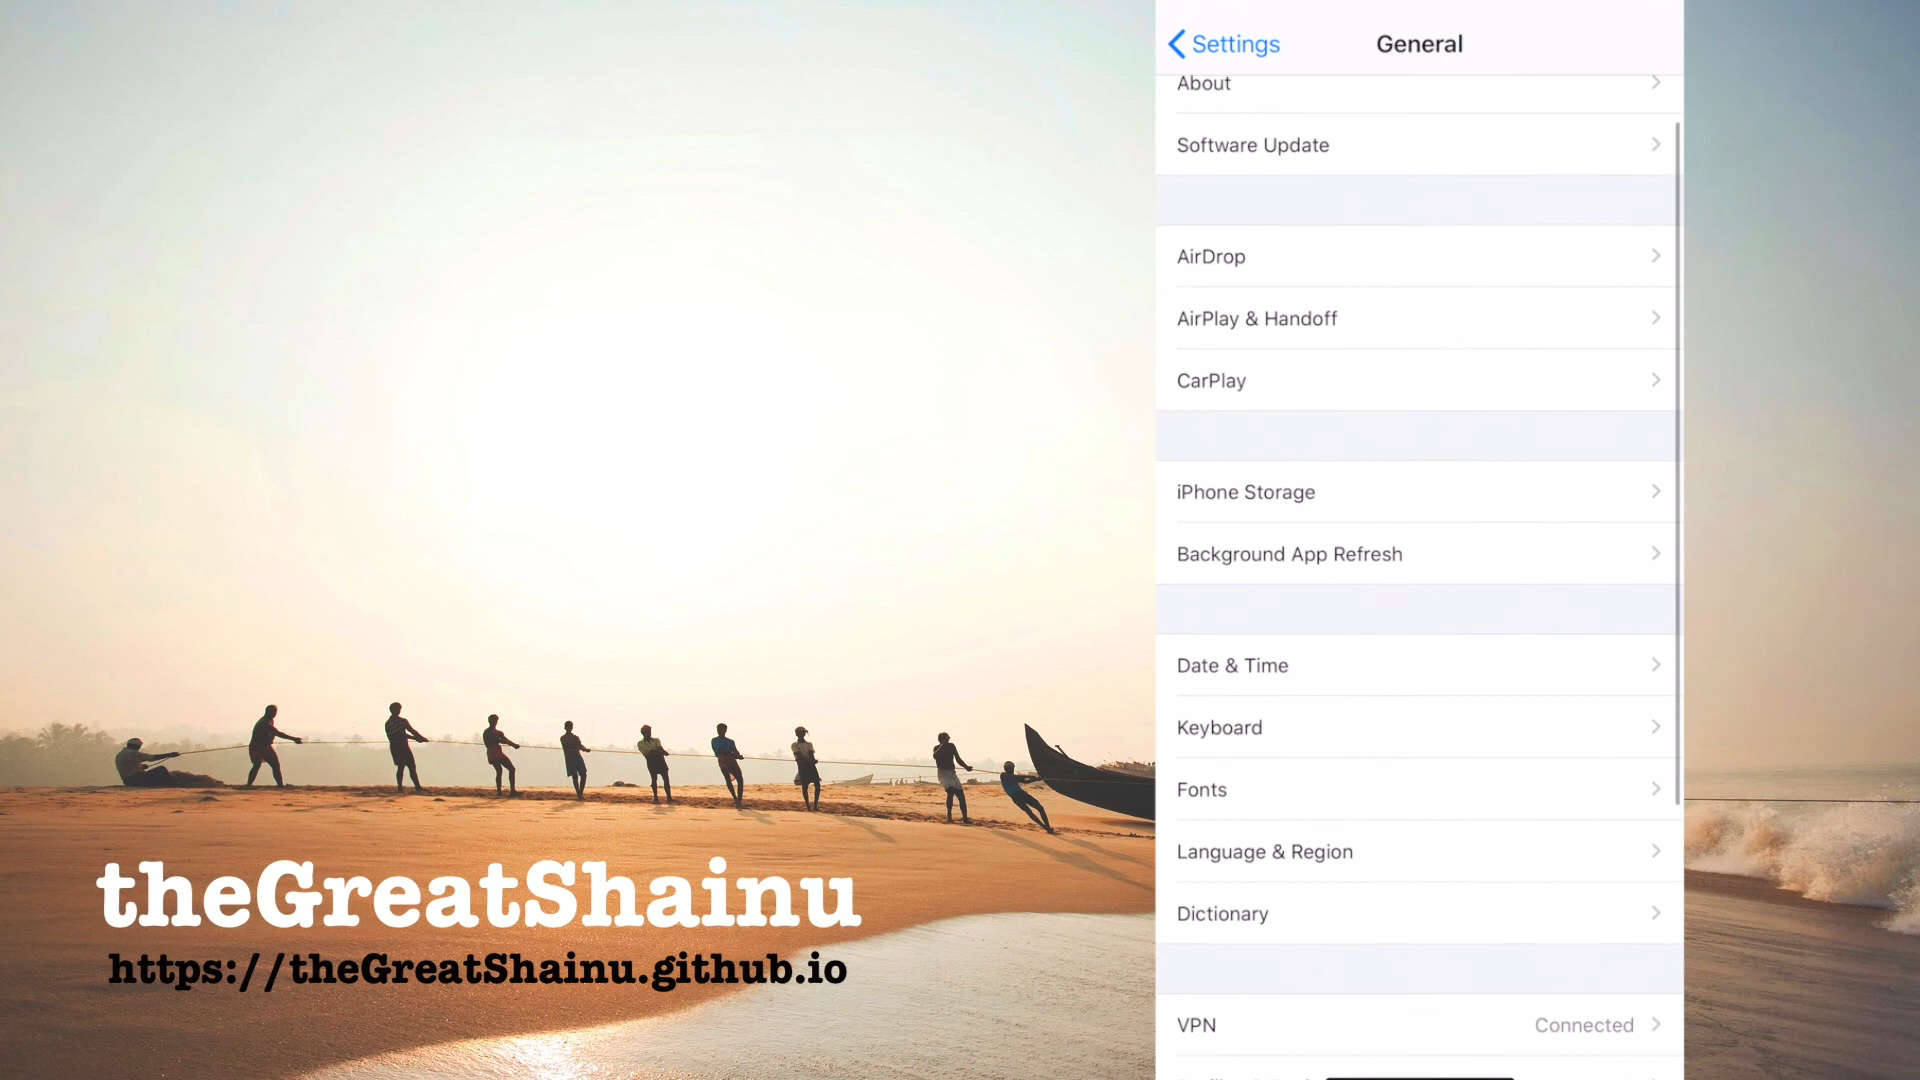 Settings
General
About
Software Update
AirDrop
AirPlay & Handoff
CarPlay
iPhone Storage
Background App Refresh
Date & Time
Keyboard
Fonts
Language & Region
Dictionary
VPN
Connected
theGreatShainu
https://theGreatShainu.github.io